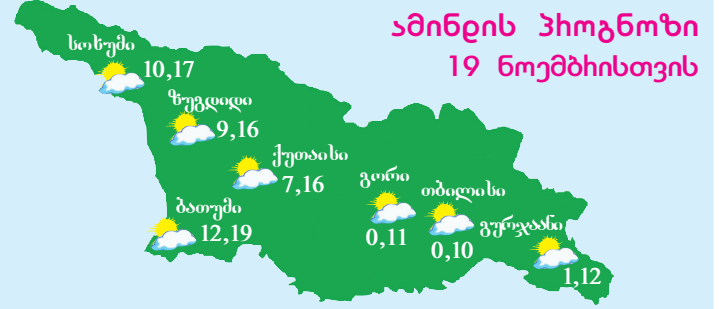 ამინდის პროგნოზი
19 ნოემბრისთვის
სოხუმი
10,17
ზუგდიდი
9,16
ქუთაისი
7,16
გორი
0,11
თბილისი
0,10
ბათუმი
12,19
გურჯაანი
1,12